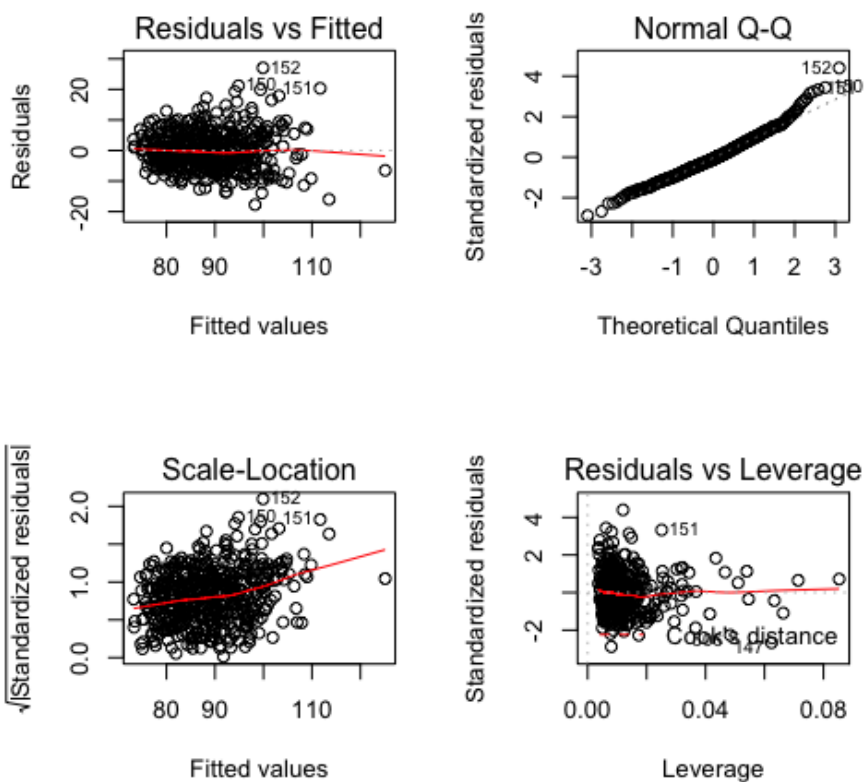 Residuals vs Fitted
Residuals
20
0
-20
152
150
151
80
90
110
Fitted values
Normal Q-Q
Standardized residuals
4
2
0
-2
152
-3
-1
0
1
2
3
Theoretical Quantiles
Scale-Location
√|Standardized residuals|
2.0
1.0
0.0
152
150
151
80
90
110
Fitted values
Residuals vs Leverage
Standardized residuals
4
2
0
-2
151
Cook's distance
147
0.00
0.04
0.08
Leverage